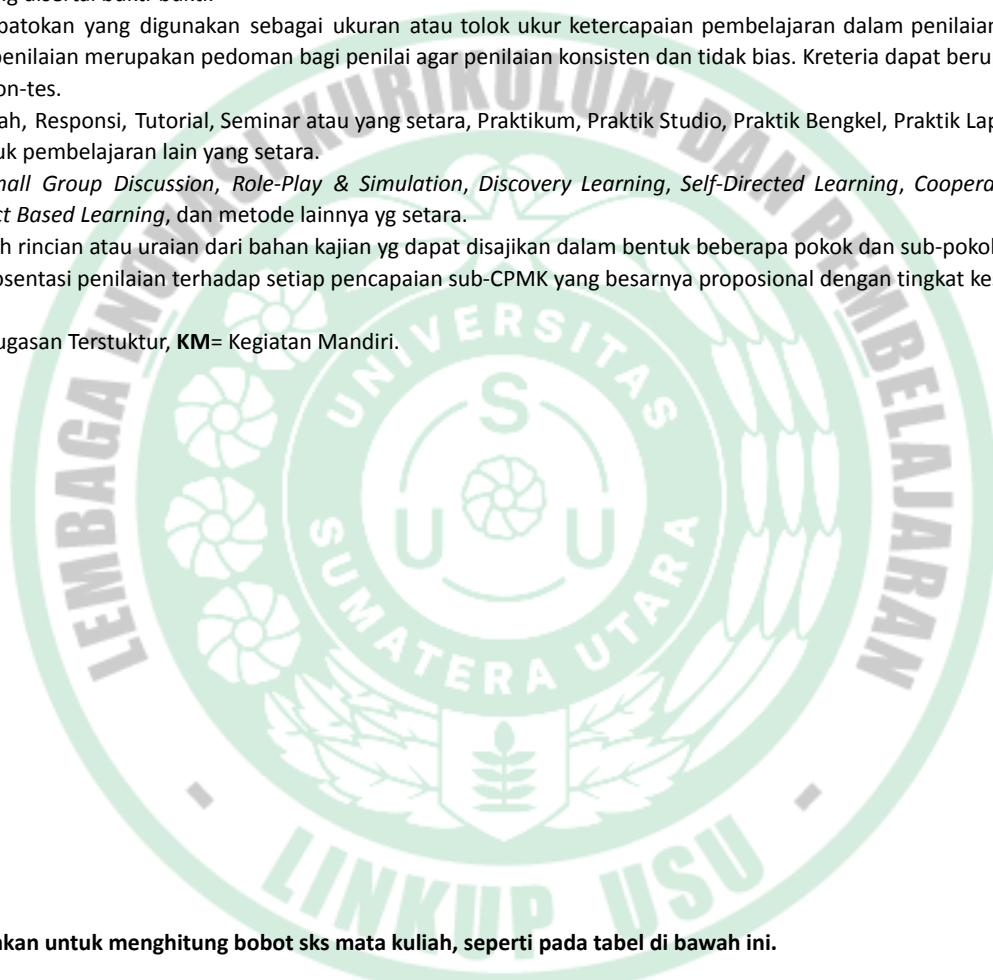 patokan yang digunakan sebagai ukuran atau tolok ukur ketercapaian pembelajaran dalam penilaian
penilaian merupakan pedoman bagi penilai agar penilaian konsisten dan tidak bias. Kreteria dapat beru
on-tes.
ah, Responsi, Tutorial, Seminar atau yang setara, Praktikum, Praktik Studio, Praktik Bengkel, Praktik Lap
uk pembelajaran lain yang setara.
mall Group Discussion, Role-Play & Simulation, Discovery Learning, Self-Directed Learning, Coopera
ct Based Learning, dan metode lainnya yg setara.
h rincian atau uraian dari bahan kajian yg dapat disajikan dalam bentuk beberapa pokok dan sub-pokok
osentasi penilaian terhadap setiap pencapaian sub-CPMK yang besarnya proposional dengan tingkat ke
ugasan Terstuktur, KM= Kegiatan Mandiri.
LEMBAGA INOVASI KURIKULUM DAN PEMBELAJARAN
UNIVERSITAS
S
U U
SUMATERA UTARA
- LINKUP USU -
akan untuk menghitung bobot sks mata kuliah, seperti pada tabel di bawah ini.